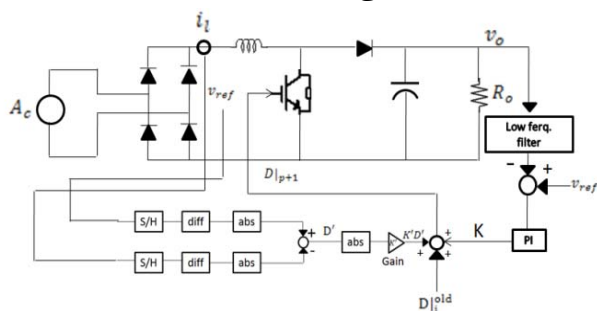 i_l
v_o
A_c
v_ref
R_o
Low ferq.
filter
D|_{p+1}
-
+
v_ref
S/H
diff
abs
+
-
D'
abs
K'
K'D'
Gain
+
+
+
+
K
PI
S/H
diff
abs
D|_i^{old}